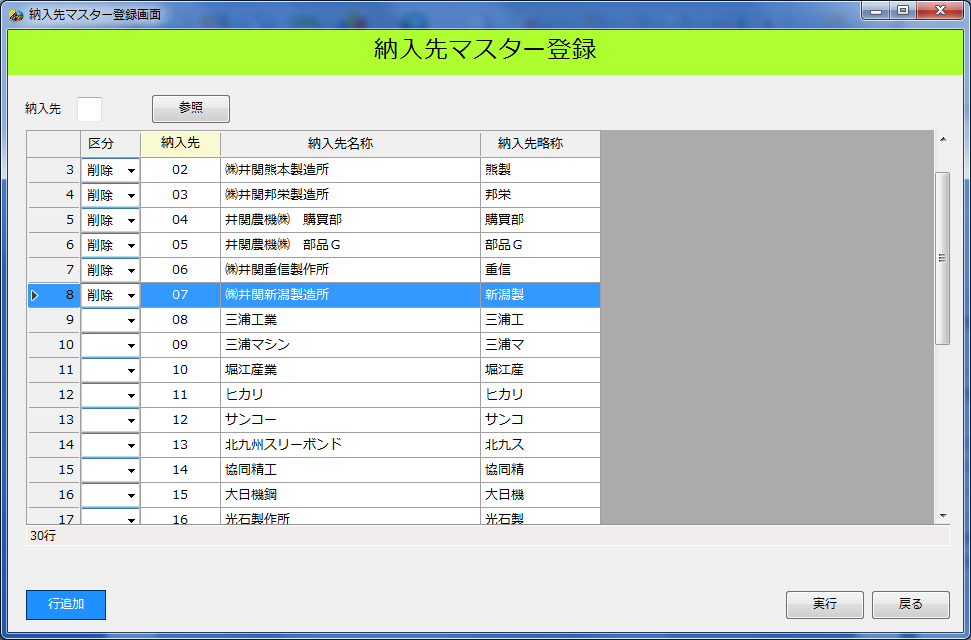 納入先マスター登録画面
納入先マスター登録
納入先 参照
区分 納入先 納入先名称 納入先略称
3 削除 02 ㈱井関熊本製造所 熊製
4 削除 03 ㈱井関邦栄製造所 邦栄
5 削除 04 井関農機㈱　購買部 購買部
6 削除 05 井関農機㈱　部品Ｇ 部品Ｇ
7 削除 06 ㈱井関重信製作所 重信
8 削除 07 ㈱井関新潟製造所 新潟製
9 08 三浦工業 三浦工
10 09 三浦マシン 三浦マ
11 10 堀江産業 堀江産
12 11 ヒカリ ヒカリ
13 12 サンコー サンコ
14 13 北九州スリーボンド 北九ス
15 14 協同精工 協同精
16 15 大日機鋼 大日機
17 16 光石製作所 光石製
30行
行追加 実行 戻る